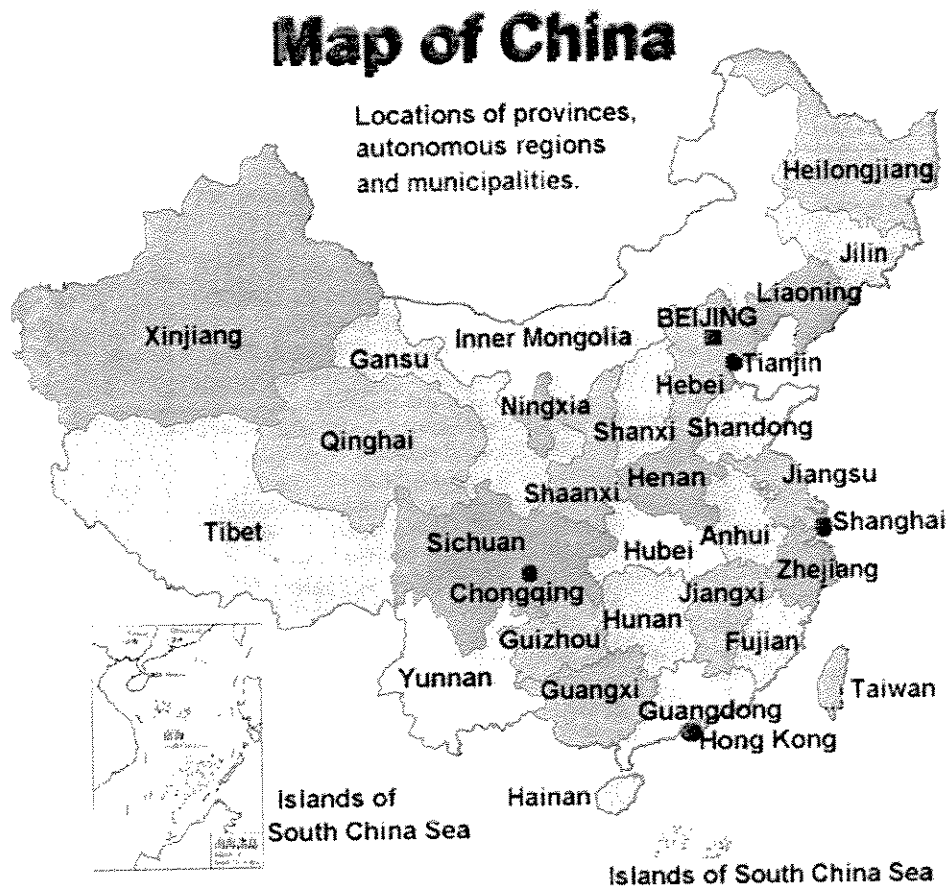 Map of China
Locations of provinces,
autonomous regions
and municipalities.
Heilongjiang
Jilin
Liaoning
BEIJING
Xinjiang
Inner Mongolia
Gansu
Tianjin
Hebei
Ningxia
Shanxi
Shandong
Qinghai
Henan
Jiangsu
Shaanxi
Shanghai
Tibet
Sichuan
Hubei
Anhui
Zhejiang
Chongqing
Jiangxi
Hunan
Guizhou
Fujian
Yunnan
Guangxi
Taiwan
Guangdong
Hong Kong
Hainan
Islands of
South China Sea
Islands of South China Sea